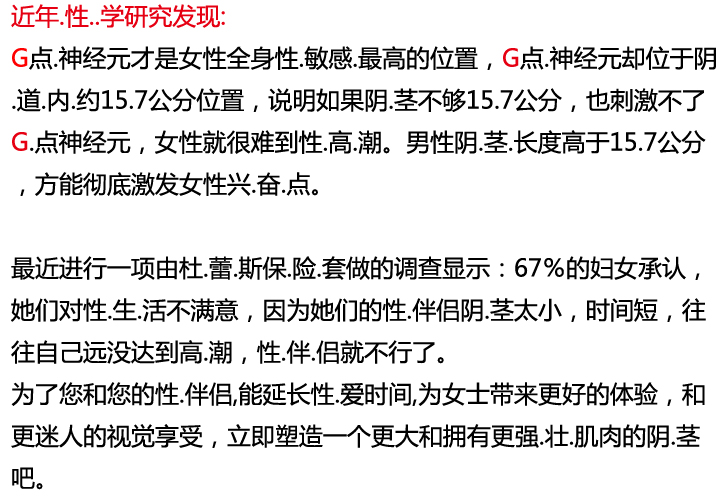 近年.性..学研究发现:
G点.神经元才是女性全身性.敏感.最高的位置，G点.神经元却位于阴
.道.内.约15.7公分位置，说明如果阴.茎不够15.7公分，也刺激不了
G.点神经元，女性就很难到性.高.潮。男性阴.茎.长度高于15.7公分
，方能彻底激发女性兴.奋.点。
最近进行一项由杜.蕾.斯保.险.套做的调查显示：67%的妇女承认，
她们对性.生.活不满意，因为她们的性.伴侣阴.茎太小，时间短，往
往自己远没达到高.潮，性.伴.侣就不行了。
为了您和您的性.伴侣,能延长性.爱时间,为女士带来更好的体验，和
更迷人的视觉享受，立即塑造一个更大和拥有更强.壮.肌肉的阴.茎
吧。